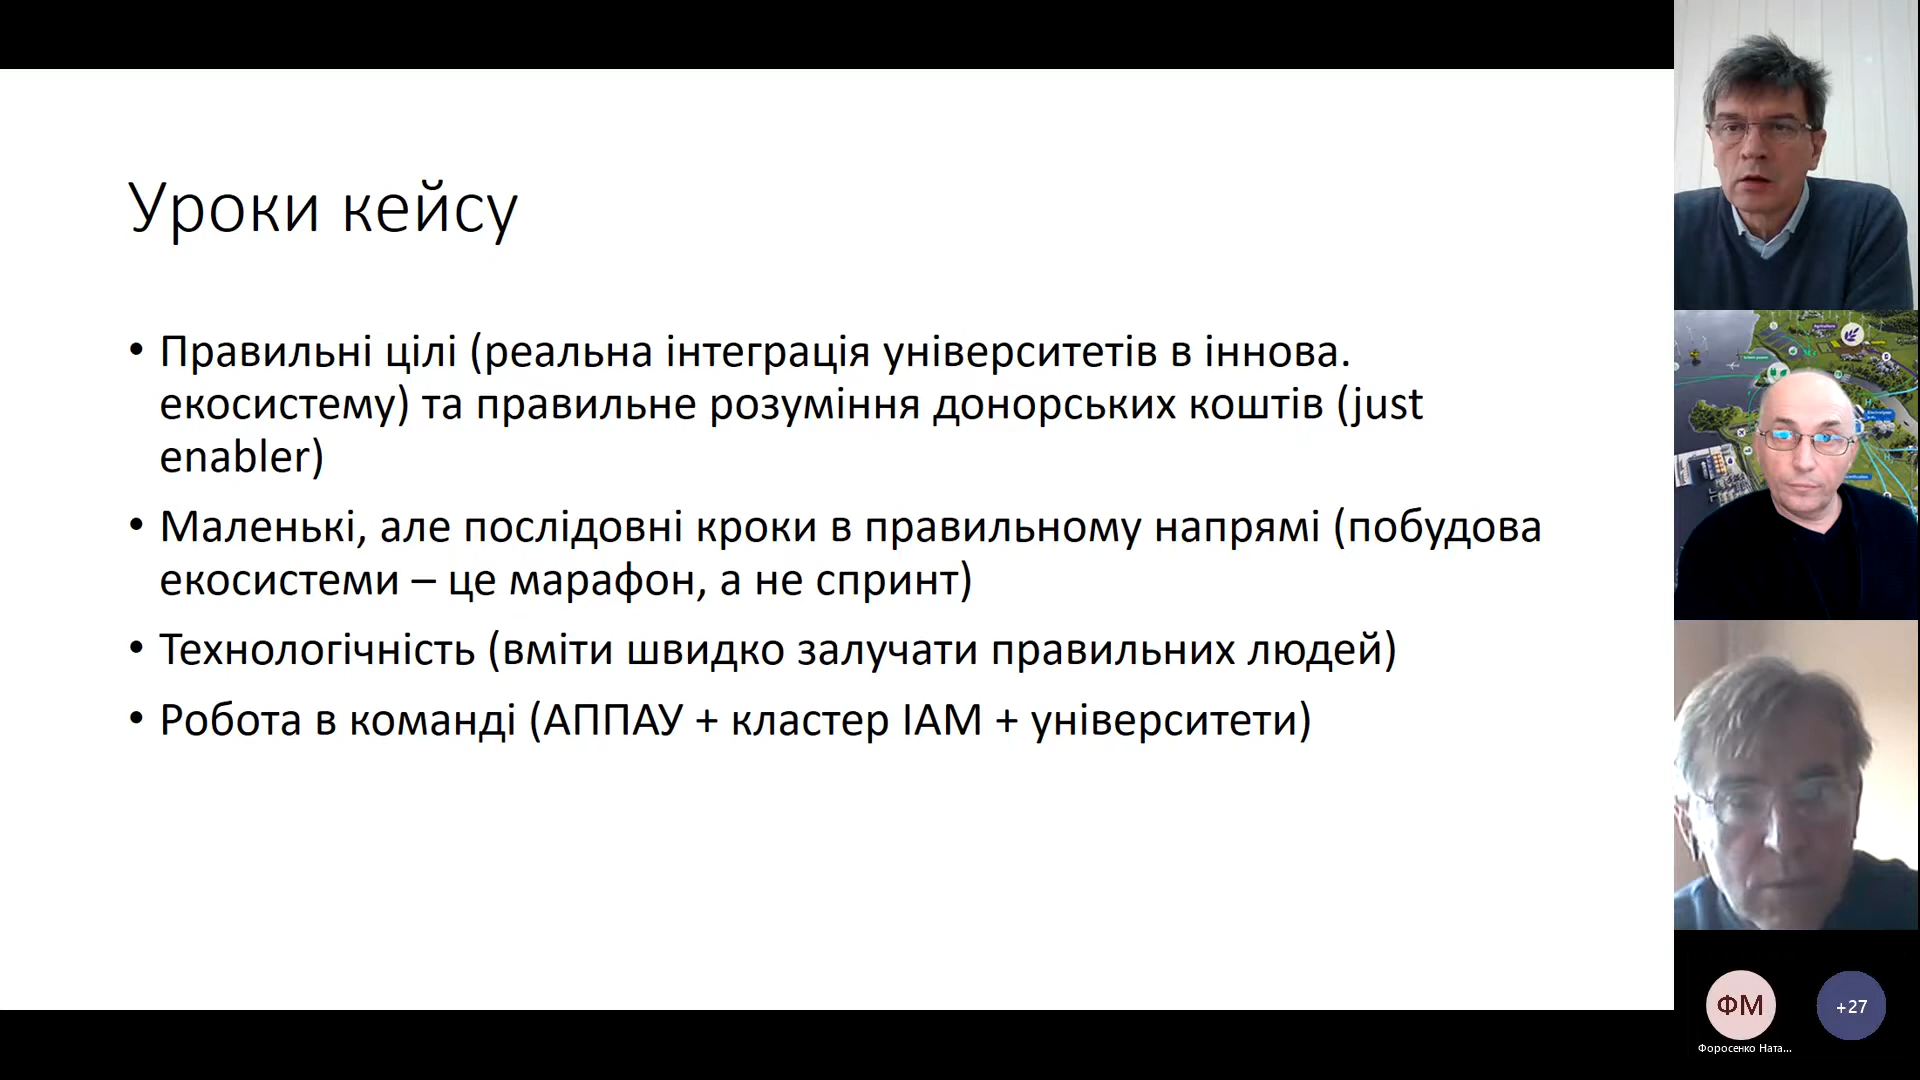 Уроки кейсу
• Правильні цілі (реальна інтеграція університетів в іннова.
екосистему) та правильне розуміння донорських коштів (just
enabler)
• Маленькі, але послідовні кроки в правильному напрямі (побудова
екосистеми – це марафон, а не спринт)
• Технологічність (вміти швидко залучати правильних людей)
• Робота в команді (АППАУ + кластер ІАМ + університети)
ФМ
+27
Форосенко Ната...